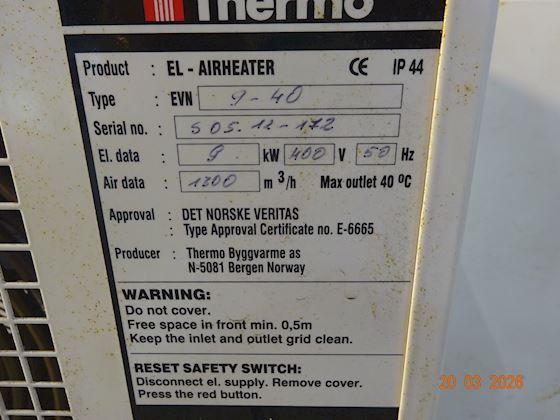 Thermo
Product : EL - AIRHEATER CE IP 44
Type : EVN 9-40
Serial no. : 505.12-172
El. data : 9 kW 400 V 50 Hz
Air data : 1300 m ³/h Max outlet 40 ºC
Approval : DET NORSKE VERITAS
: Type Approval Certificate no. E-6665
Producer : Thermo Byggvarme as
N-5081 Bergen Norway
WARNING:
Do not cover.
Free space in front min. 0,5m
Keep the inlet and outlet grid clean.
RESET SAFETY SWITCH:
Disconnect el. supply. Remove cover.
Press the red button.
20 03 2026